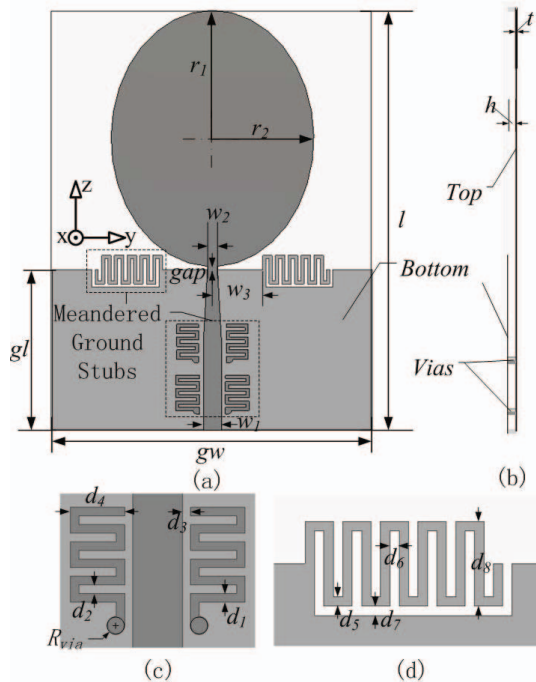 r1
r2
z
x
y
w2
gap
w3
Meandered
Ground
Stubs
gl
w1
gw
l
(a)
t
h
Top
Bottom
Vias
(b)
d4
d3
d2
d1
Rvia
(c)
d6
d8
d5
d7
(d)